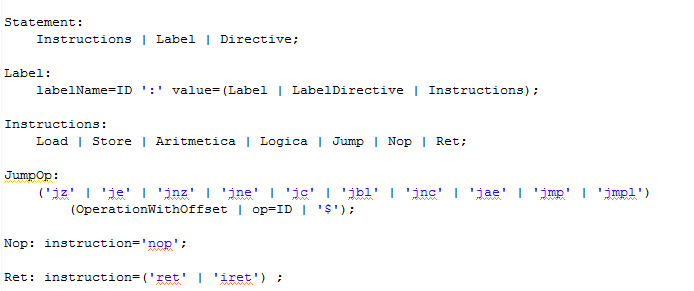 Statement:
    Instructions | Label | Directive;
Label:
    labelName=ID ':' value=(Label | LabelDirective | Instructions);
Instructions:
    Load | Store | Aritmetica | Logica | Jump | Nop | Ret;
JumpOp:
    ('jz' | 'je' | 'jnz' | 'jne' | 'jc' | 'jbl' | 'jnc' | 'jae' | 'jmp' | 'jmpl')
        (OperationWithOffset | op=ID | '$');
Nop: instruction='nop';
Ret: instruction=('ret' | 'iret') ;